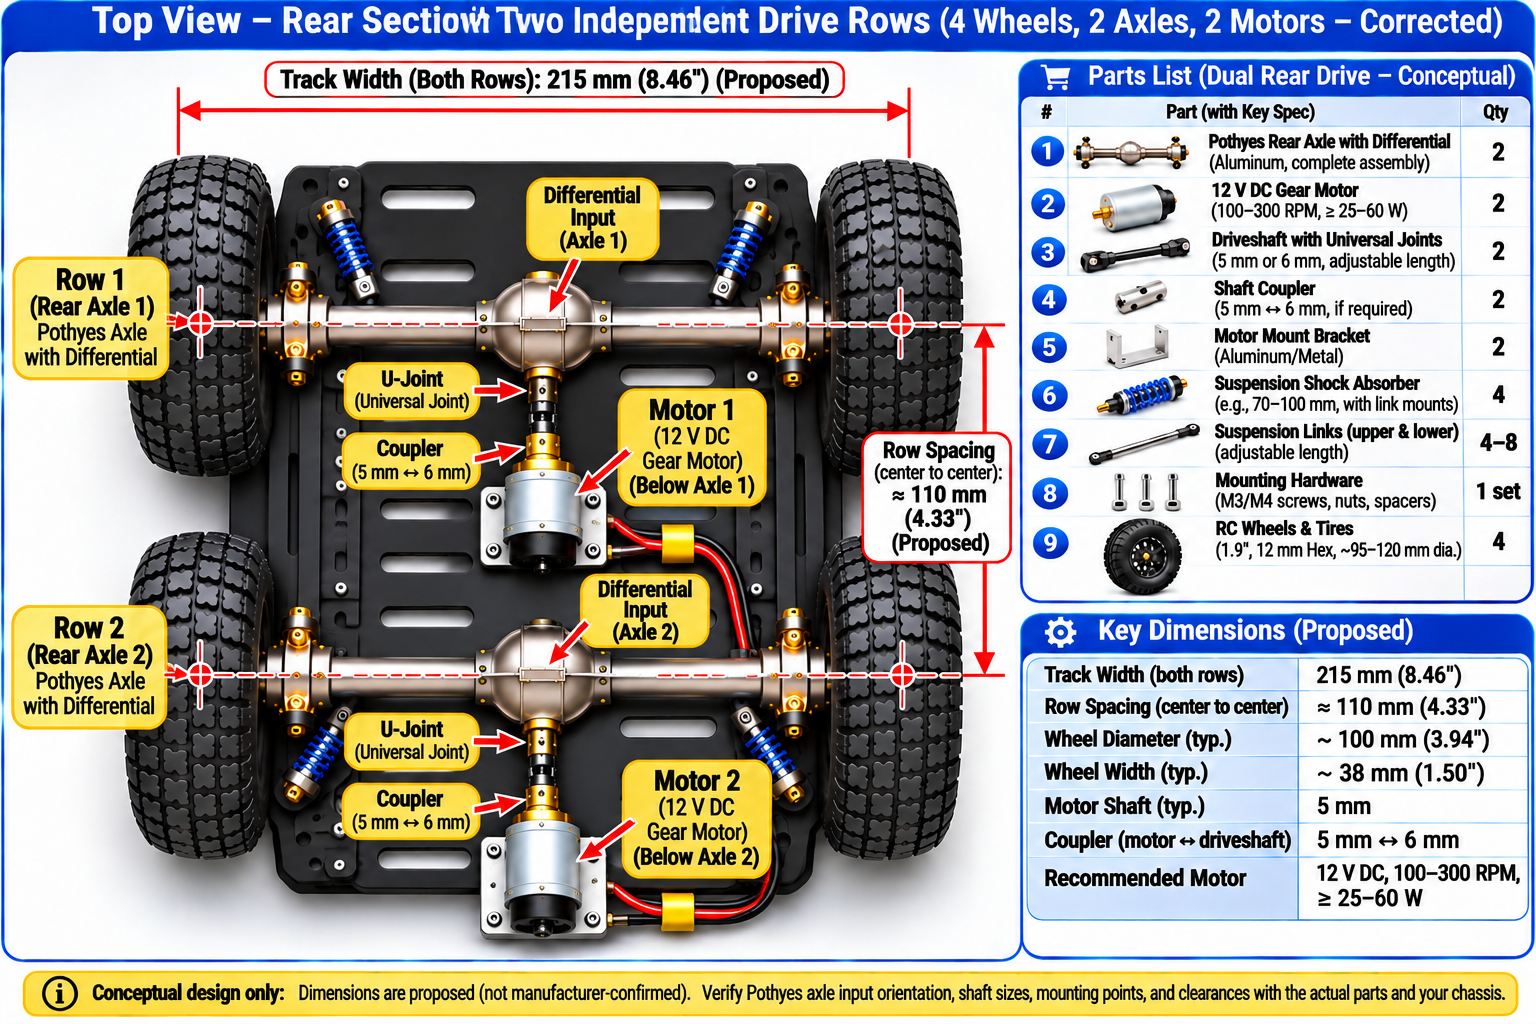 Top View – Rear Section: Two Independent Drive Rows (4 Wheels, 2 Axles, 2 Motors – Corrected)
Track Width (Both Rows): 215 mm (8.46") (Proposed)
Differential
Input
(Axle 1)
Row 1
(Rear Axle 1)
Pothyes Axle
with Differential
U-Joint
(Universal Joint)
Coupler
(5 mm ↔ 6 mm)
Motor 1
(12 V DC
Gear Motor)
(Below Axle 1)
Row Spacing
(center to center):
≈ 110 mm
(4.33")
(Proposed)
Differential
Input
(Axle 2)
Row 2
(Rear Axle 2)
Pothyes Axle
with Differential
U-Joint
(Universal Joint)
Coupler
(5 mm ↔ 6 mm)
Motor 2
(12 V DC
Gear Motor)
(Below Axle 2)
Parts List (Dual Rear Drive – Conceptual)
# Part (with Key Spec) Qty
1 Pothyes Rear Axle with Differential 2
(Aluminum, complete assembly)
2 12 V DC Gear Motor 2
(100–300 RPM, ≥ 25–60 W)
3 Driveshaft with Universal Joints 2
(5 mm or 6 mm, adjustable length)
4 Shaft Coupler 2
(5 mm ↔ 6 mm, if required)
5 Motor Mount Bracket 2
(Aluminum/Metal)
6 Suspension Shock Absorber 4
(e.g., 70–100 mm, with link mounts)
7 Suspension Links (upper & lower) 4–8
(adjustable length)
8 Mounting Hardware 1 set
(M3/M4 screws, nuts, spacers)
9 RC Wheels & Tires 4
(1.9", 12 mm Hex, ~95–120 mm dia.)
Key Dimensions (Proposed)
Track Width (both rows) 215 mm (8.46")
Row Spacing (center to center) ≈ 110 mm (4.33")
Wheel Diameter (typ.) ~ 100 mm (3.94")
Wheel Width (typ.) ~ 38 mm (1.50")
Motor Shaft (typ.) 5 mm
Coupler (motor ↔ driveshaft) 5 mm ↔ 6 mm
Recommended Motor 12 V DC, 100–300 RPM,
≥ 25–60 W
Conceptual design only: Dimensions are proposed (not manufacturer-confirmed). Verify Pothyes axle input orientation, shaft sizes, mounting points, and clearances with the actual parts and your chassis.